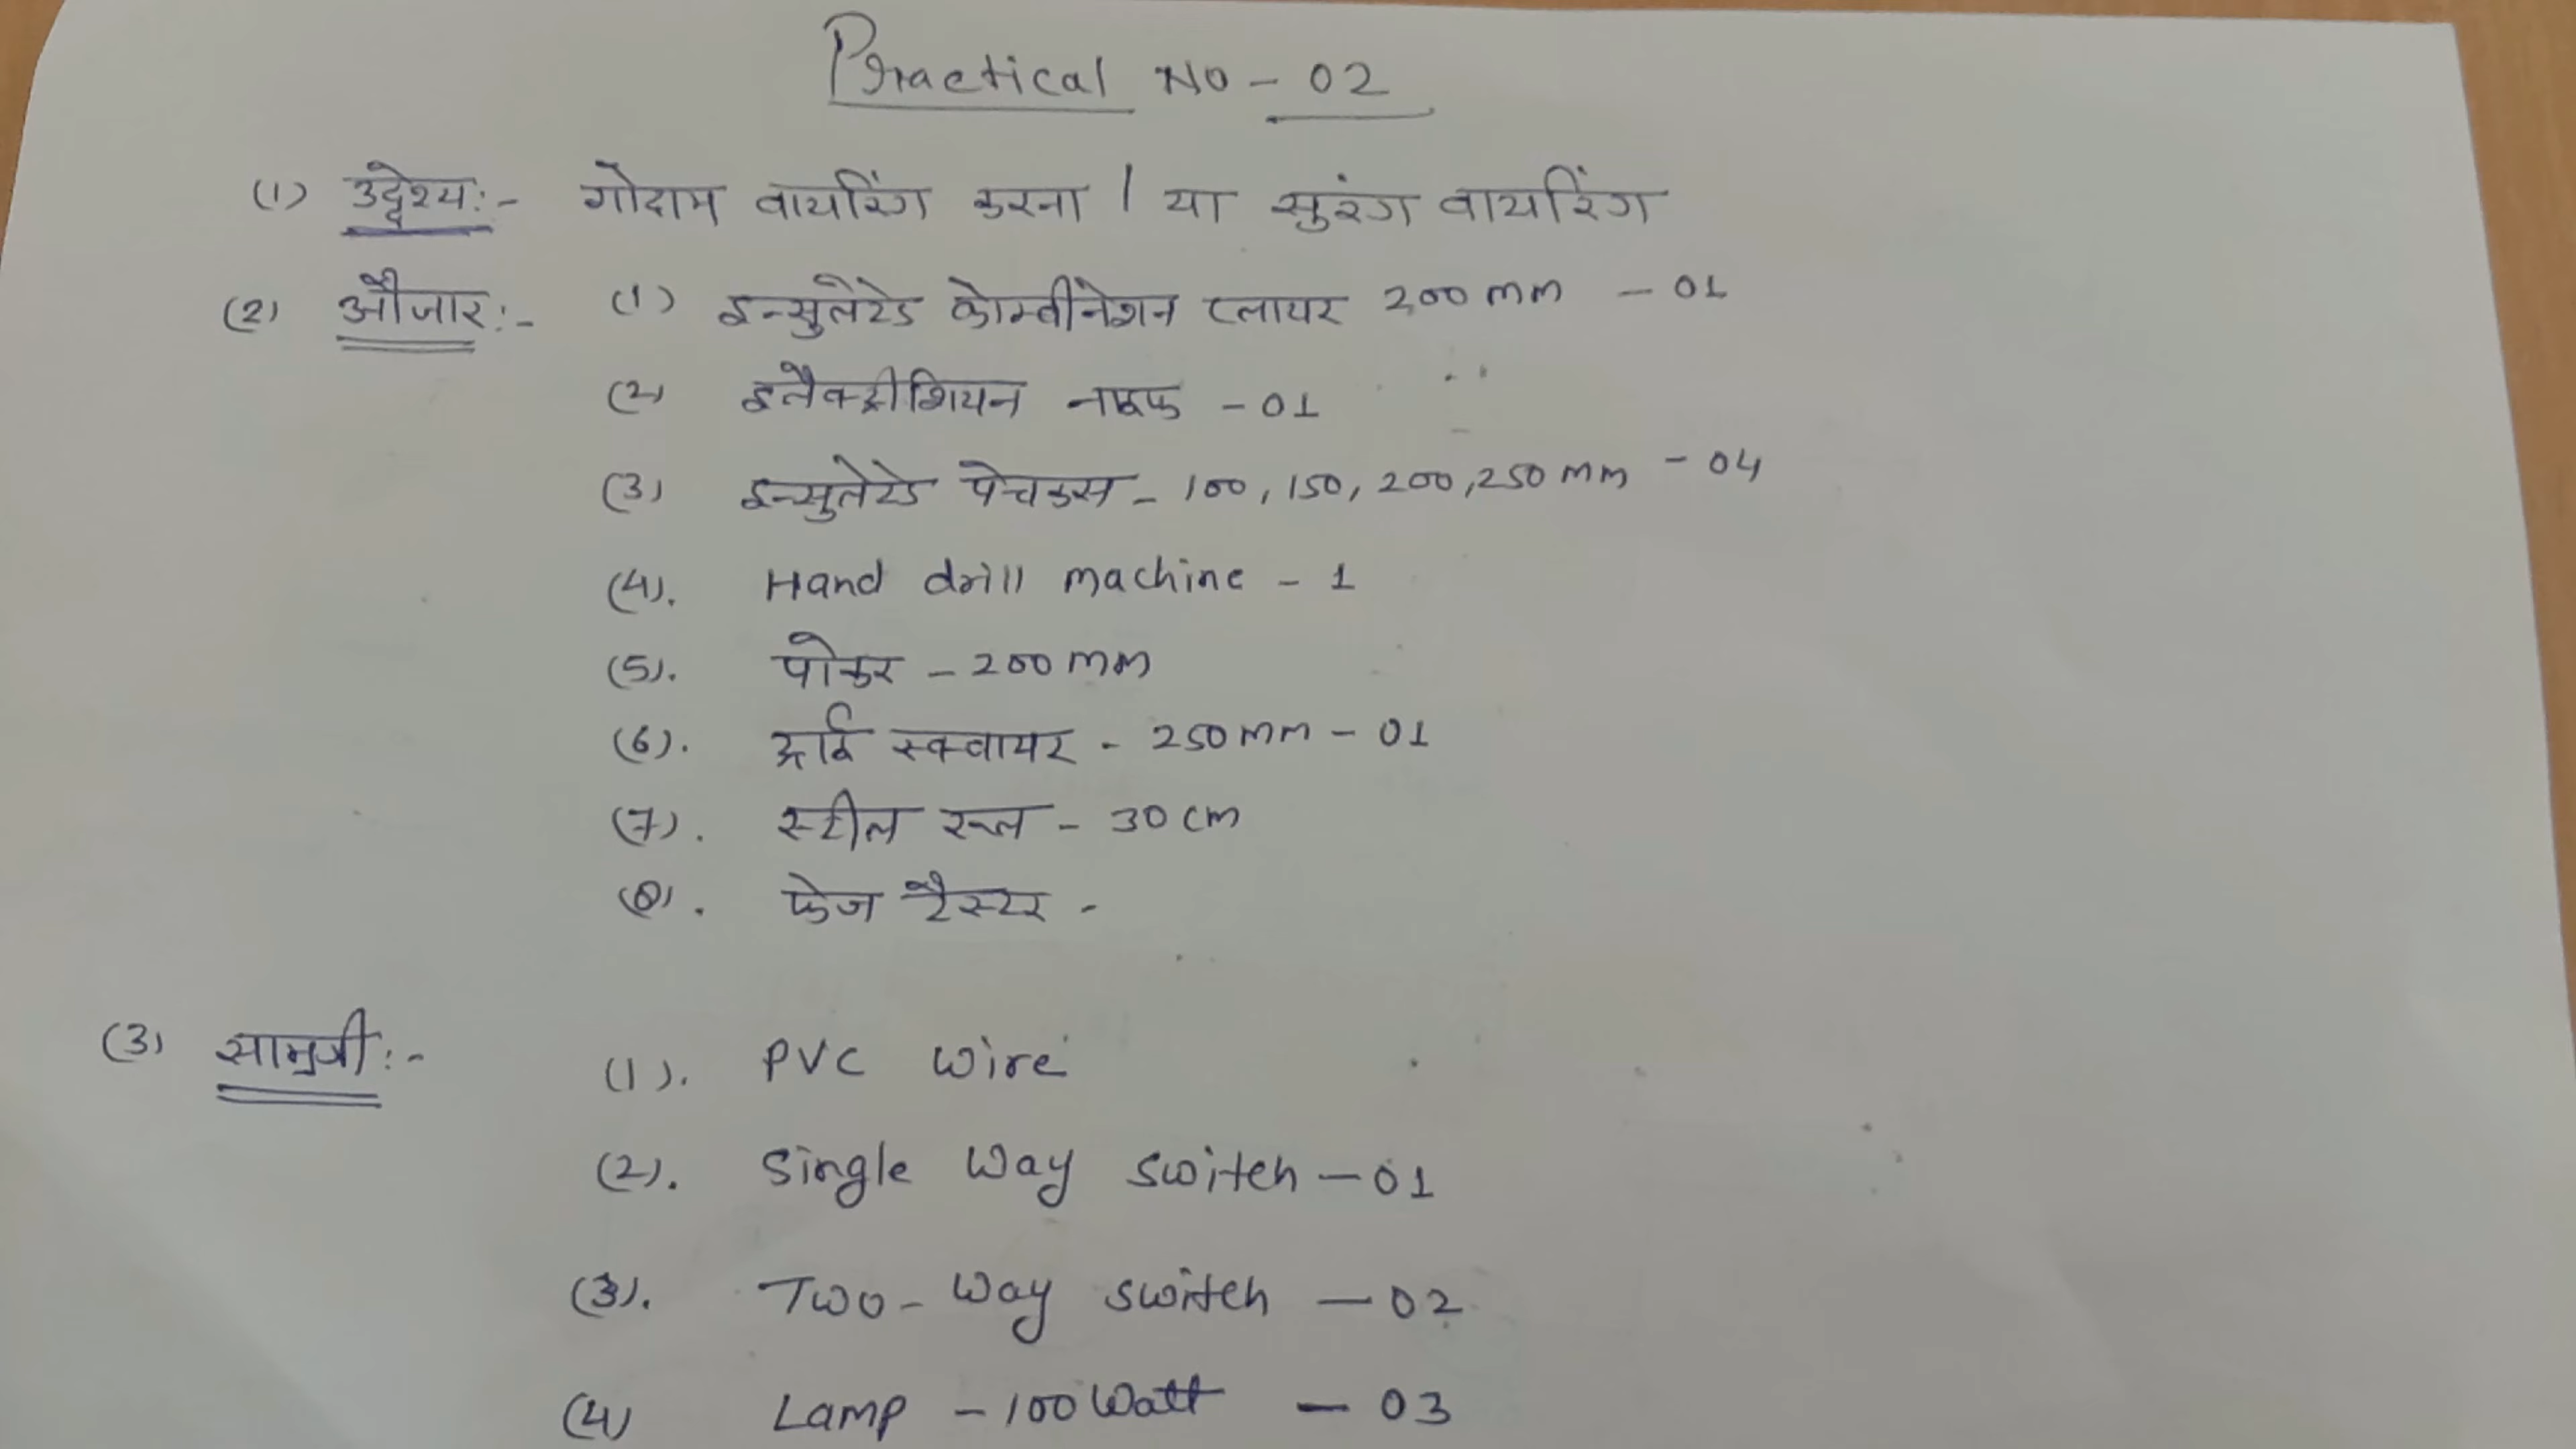 Practical NO - 02
(1) उद्देश्य:- गोदाम वायरिंग करना । या सुरंग वायरिंग
(2) औजार:- (1) इन्सुलेटेड कोम्बीनेशन प्लायर 200 mm - 01
(2) इलैक्ट्रीशियन नाइफ - 01
(3) इन्सुलेटेड पेचकस - 100, 150, 200, 250 mm - 04
(4). Hand drill machine - 1
(5). पोकर - 200 mm
(6). ट्राई स्क्वायर - 250 mm - 01
(7). स्टील रूल - 30 cm
(8). फेज टैस्टर -
(3) सामग्री:- (1). PVC Wire
(2). Single Way Switch - 01
(3). Two - Way Switch - 02
(4) Lamp - 100 Watt - 03